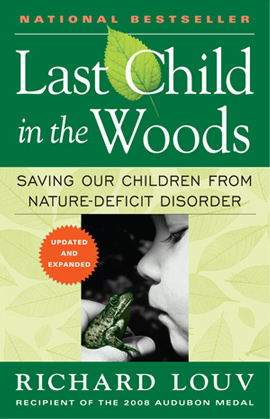 NATIONAL BESTSELLER
Last Child
in the
Woods
SAVING OUR CHILDREN FROM
NATURE-DEFICIT DISORDER
UPDATED
AND
EXPANDED
RICHARD LOUV
RECIPIENT OF THE 2008 AUDUBON MEDAL